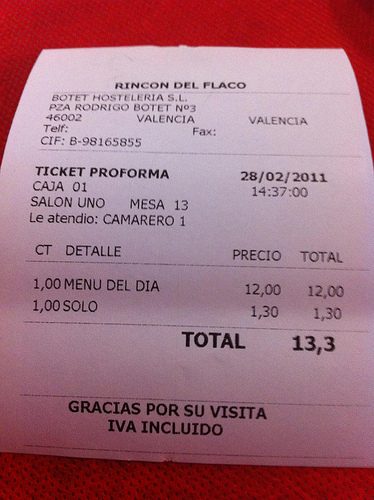 RINCON DEL FLACO
BOTET HOSTELERIA S.L.
PZA RODRIGO BOTET Nº3
46002 VALENCIA VALENCIA
Telf: Fax:
CIF: B-98165855
TICKET PROFORMA 28/02/2011
CAJA 01 14:37:00
SALON UNO MESA 13
Le atendio: CAMARERO 1
CT DETALLE PRECIO TOTAL
1,00 MENU DEL DIA 12,00 12,00
1,00 SOLO 1,30 1,30
TOTAL 13,3
GRACIAS POR SU VISITA
IVA INCLUIDO